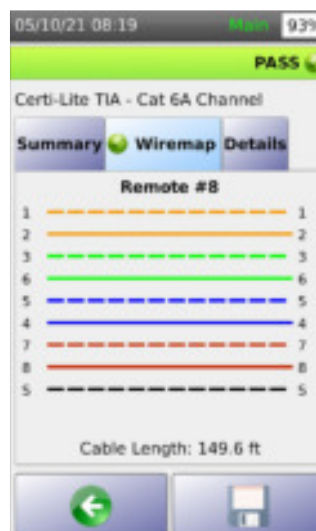 05/10/21 08:19 Main 93%
PASS
Certi-Lite TIA - Cat 6A Channel
Summary Wiremap Details
Remote #8
1 1
2 2
3 3
6 6
5 5
4 4
7 7
8 8
S S
Cable Length: 149.6 ft